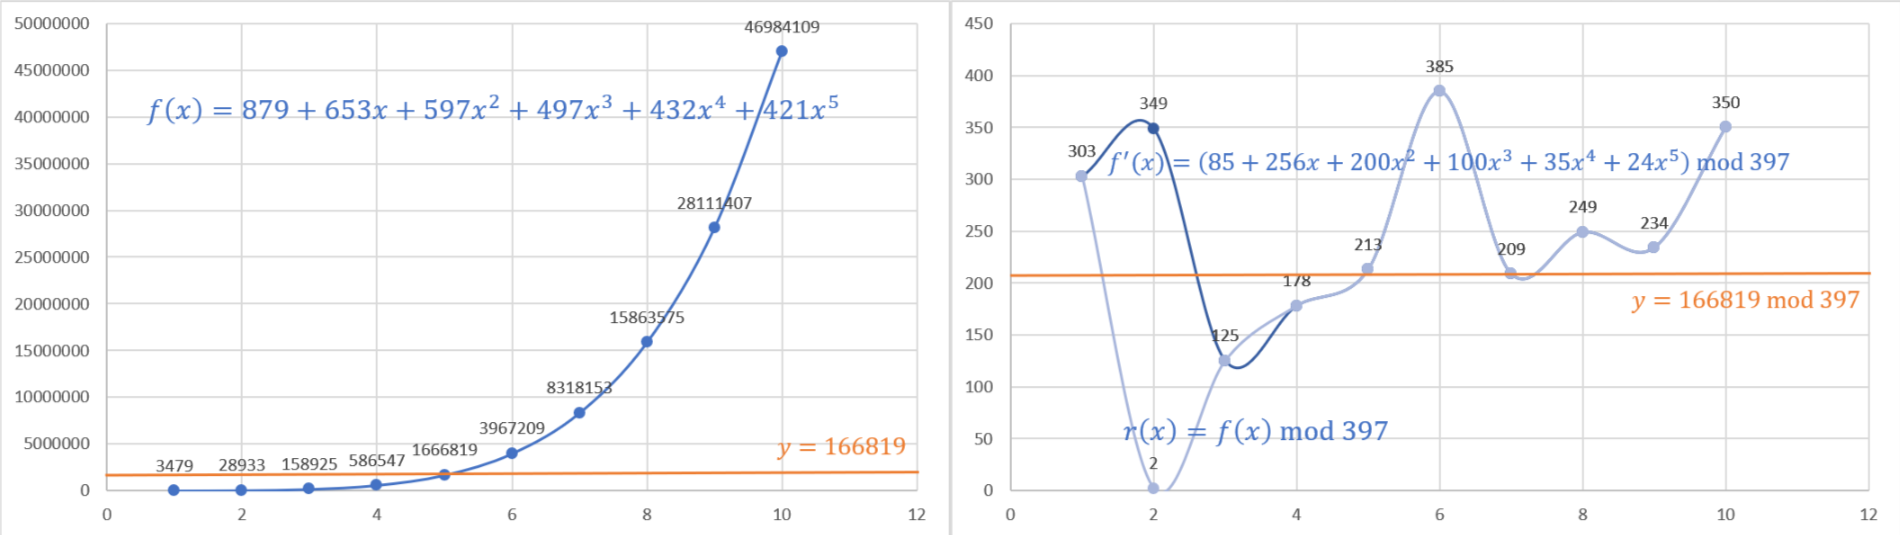 50000000
45000000
40000000
35000000
30000000
25000000
20000000
15000000
10000000
5000000
0
0 2 4 6 8 10 12
f(x) = 879 + 653x + 597x² + 497x³ + 432x⁴ + 421x⁵
3479 28933 158925 586547 1666819 3967209 8318153 15863575 28111407 46984109
y = 166819
450
400
350
300
250
200
150
100
50
0
0 2 4 6 8 10 12
303 349 125 178 213 385 209 249 234 350
f′(x) = (85 + 256x + 200x² + 100x³ + 35x⁴ + 24x⁵) mod 397
y = 166819 mod 397
r(x) = f(x) mod 397
2